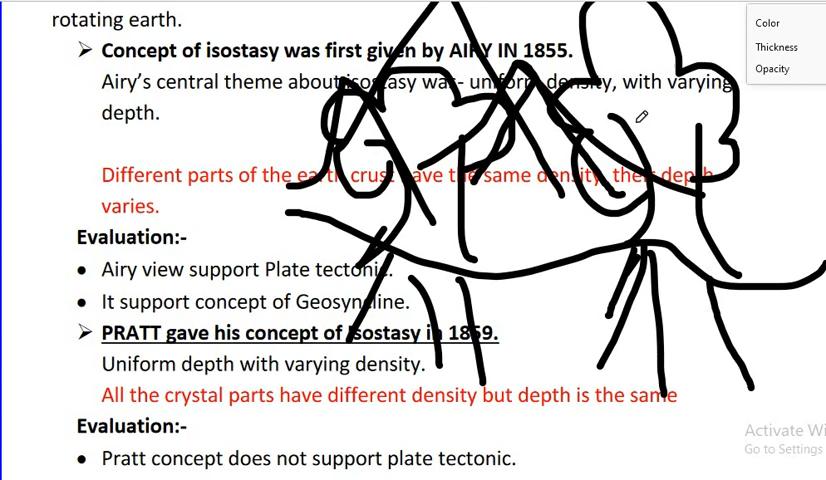 rotating earth.
Color
Thickness
Opacity
➢ Concept of isostasy was first given by AIRY IN 1855.
Airy's central theme about isostasy was- uniform density, with varying
depth.
Different parts of the earth crust have the same density, their depth
varies.
Evaluation:-
• Airy view support Plate tectonic.
• It support concept of Geosyncline.
➢ PRATT gave his concept of Isostasy in 1859.
Uniform depth with varying density.
All the crystal parts have different density but depth is the same
Evaluation:-
• Pratt concept does not support plate tectonic.
Activate Wi
Go to Settings